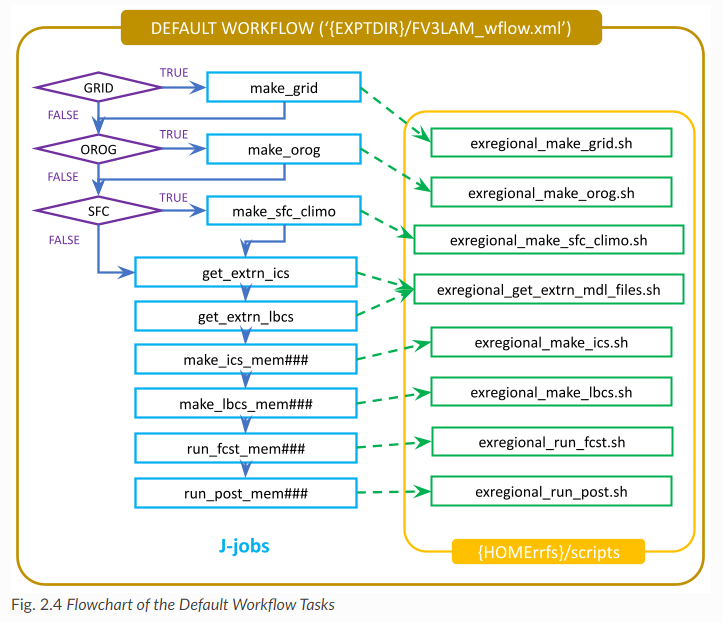 DEFAULT WORKFLOW (‘{EXPTDIR}/FV3LAM_wflow.xml’)
GRID
TRUE
make_grid
FALSE
exregional_make_grid.sh
OROG
TRUE
make_orog
FALSE
exregional_make_orog.sh
SFC
TRUE
make_sfc_climo
FALSE
exregional_make_sfc_climo.sh
get_extrn_ics
exregional_get_extrn_mdl_files.sh
get_extrn_lbcs
make_ics_mem###
exregional_make_ics.sh
make_lbcs_mem###
exregional_make_lbcs.sh
run_fcst_mem###
exregional_run_fcst.sh
run_post_mem###
exregional_run_post.sh
J-jobs
{HOMErrfs}/scripts
Fig. 2.4 Flowchart of the Default Workflow Tasks